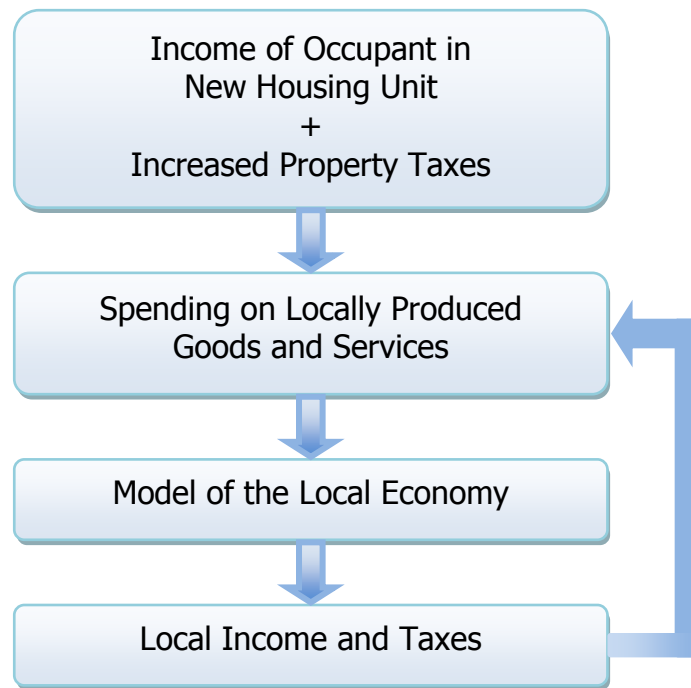 Income of Occupant in
New Housing Unit
+
Increased Property Taxes
Spending on Locally Produced
Goods and Services
Model of the Local Economy
Local Income and Taxes